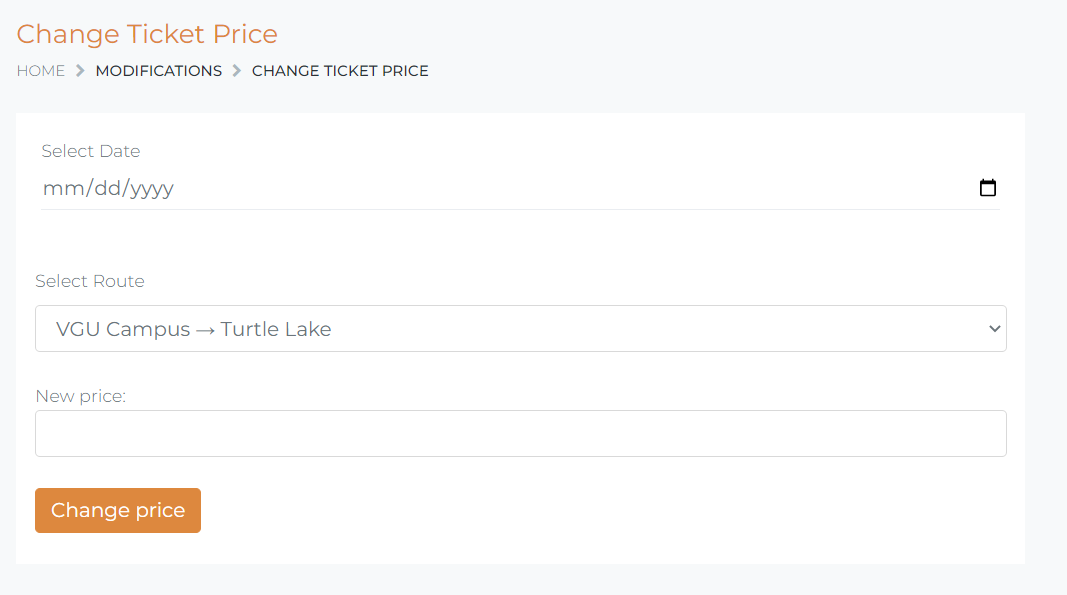 Change Ticket Price
HOME > MODIFICATIONS > CHANGE TICKET PRICE
Select Date
mm/dd/yyyy
Select Route
VGU Campus → Turtle Lake
New price:
Change price